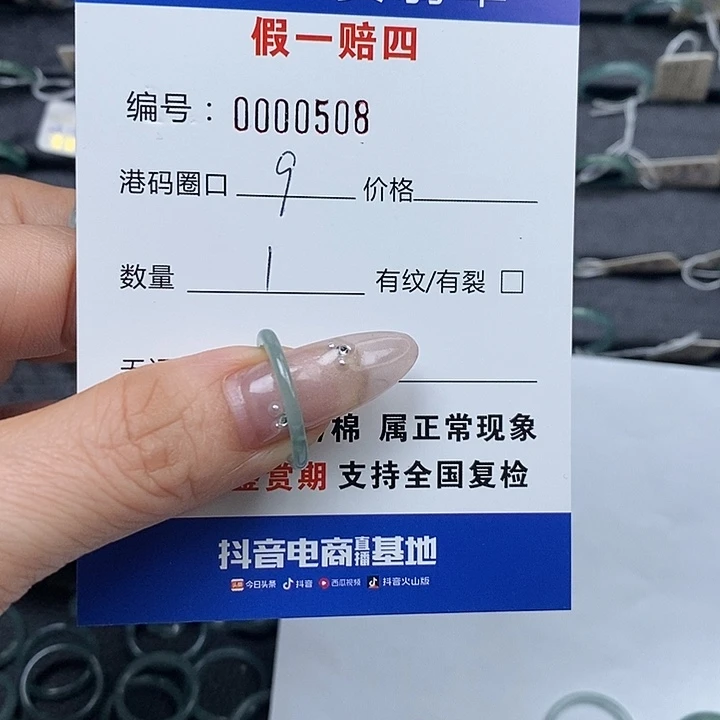 假一赔四
编号：0000508
港码圈口 9 价格
数量 1 有纹/有裂 □
棉 属正常现象
鉴赏期 支持全国复检
抖音电商直播基地
头条 今日头条 抖音 西瓜视频 抖音火山版